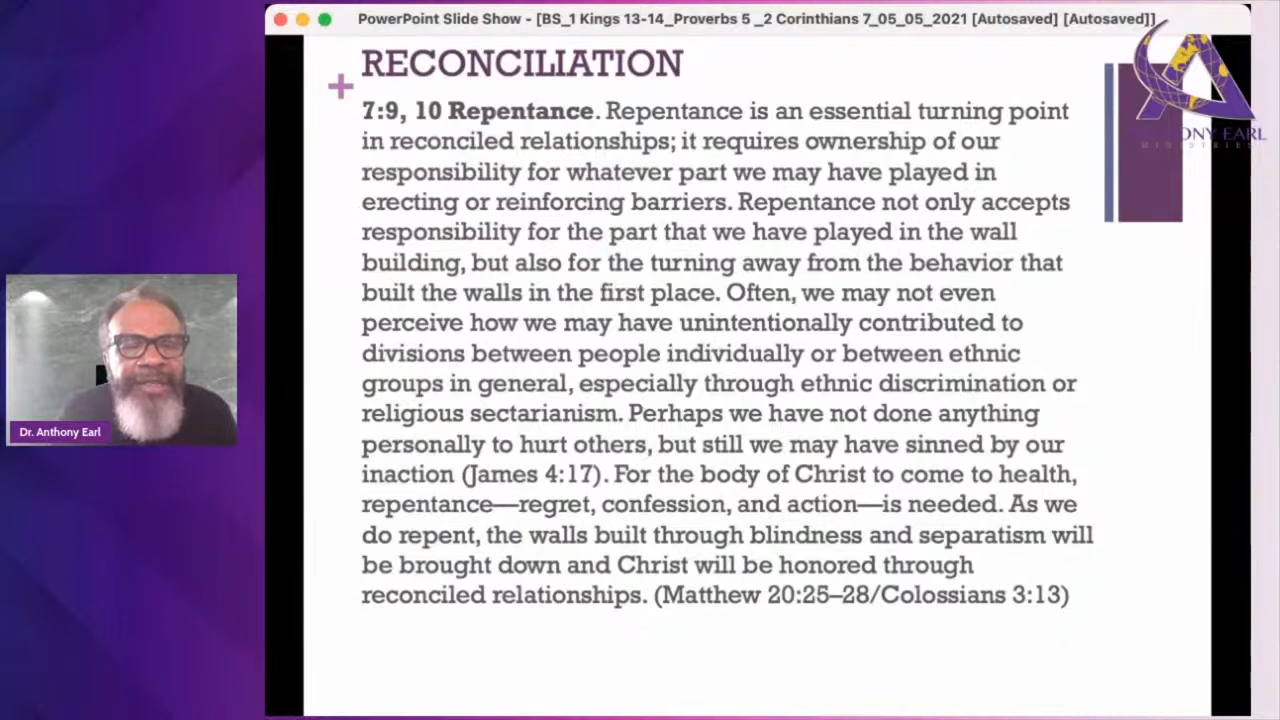 PowerPoint Slide Show - [BS_1 Kings 13-14_Proverbs 5 _2 Corinthians 7_05_05_2021 [Autosaved] [Autosaved]]
RECONCILIATION
+
7:9, 10 Repentance. Repentance is an essential turning point
in reconciled relationships; it requires ownership of our
responsibility for whatever part we may have played in
erecting or reinforcing barriers. Repentance not only accepts
responsibility for the part that we have played in the wall
building, but also for the turning away from the behavior that
built the walls in the first place. Often, we may not even
perceive how we may have unintentionally contributed to
divisions between people individually or between ethnic
groups in general, especially through ethnic discrimination or
religious sectarianism. Perhaps we have not done anything
personally to hurt others, but still we may have sinned by our
inaction (James 4:17). For the body of Christ to come to health,
repentance—regret, confession, and action—is needed. As we
do repent, the walls built through blindness and separatism will
be brought down and Christ will be honored through
reconciled relationships. (Matthew 20:25–28/Colossians 3:13)
Dr. Anthony Earl
EARL
MINISTRIES